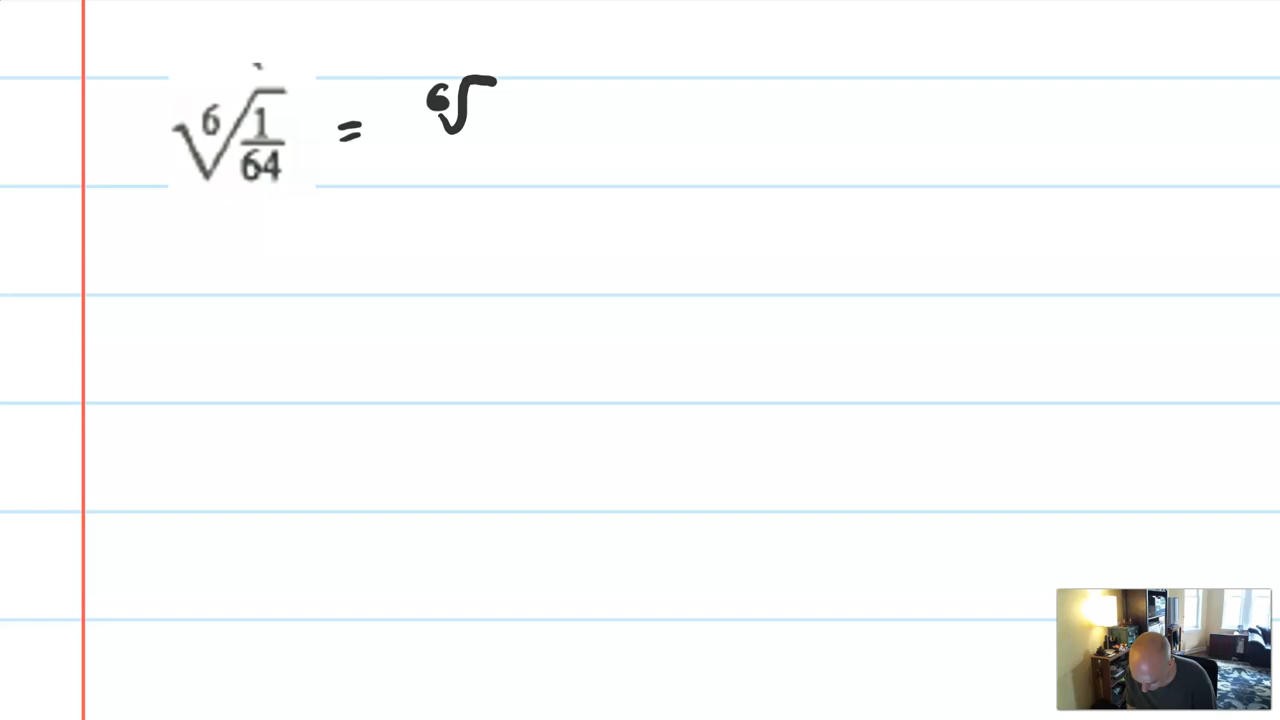 ⁶√(1/64) = ⁶√